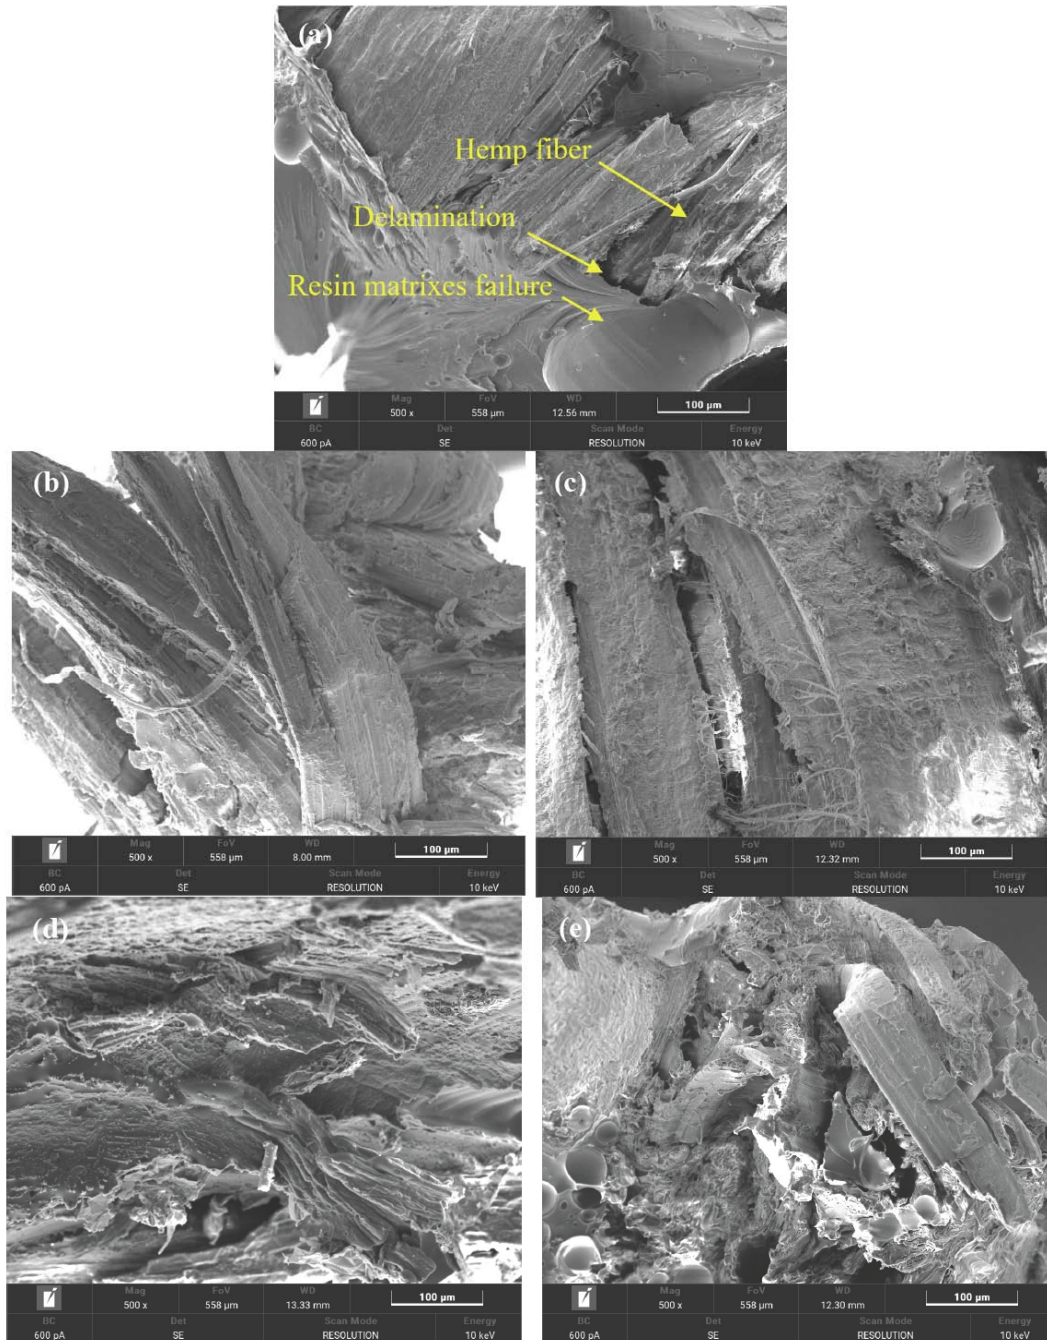 (a)
Hemp fiber
Delamination
Resin matrixes failure
Mag FoV WD 100 µm
500 x 558 µm 12.56 mm
BC Det Scan Mode Energy
600 pA SE RESOLUTION 10 keV
(b)
Mag FoV WD 100 µm
500 x 558 µm 8.00 mm
BC Det Scan Mode Energy
600 pA SE RESOLUTION 10 keV
(c)
Mag FoV WD 100 µm
500 x 558 µm 12.32 mm
BC Det Scan Mode Energy
600 pA SE RESOLUTION 10 keV
(d)
Mag FoV WD 100 µm
500 x 558 µm 13.33 mm
BC Det Scan Mode Energy
600 pA SE RESOLUTION 10 keV
(e)
Mag FoV WD 100 µm
500 x 558 µm 12.30 mm
BC Det Scan Mode Energy
600 pA SE RESOLUTION 10 keV